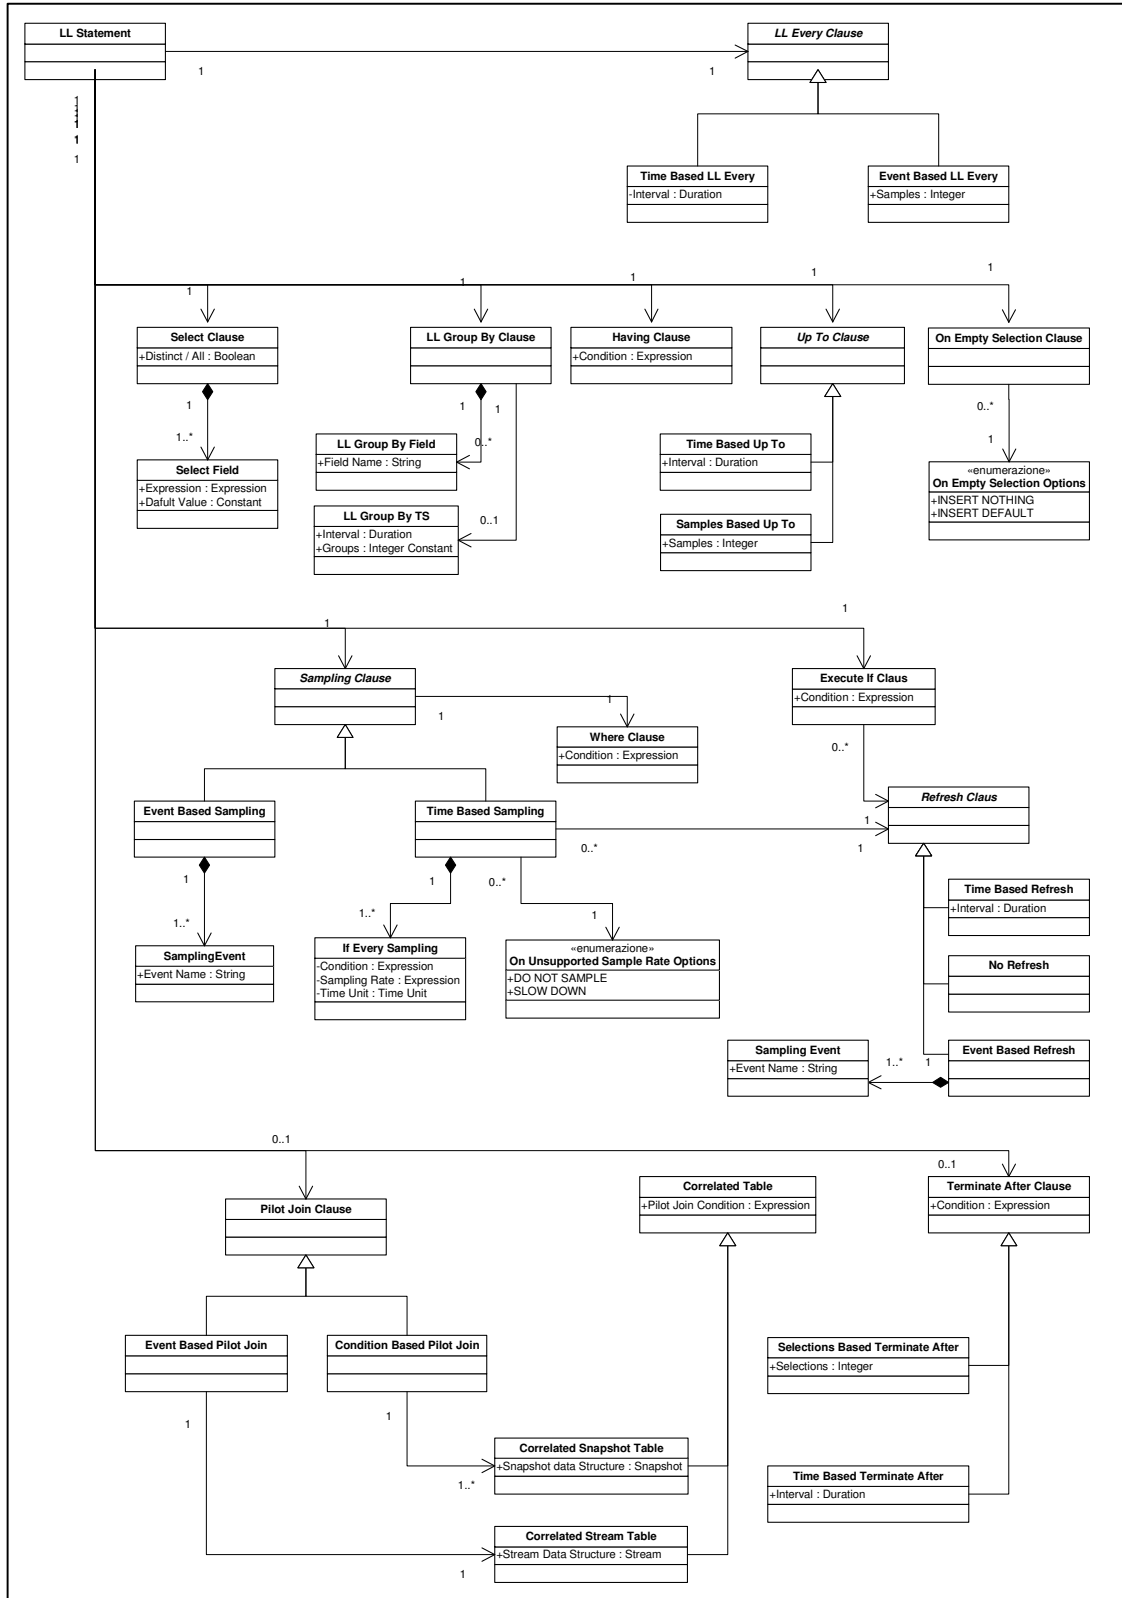 LL Statement
LL Every Clause
1
1
1
1
1
1
1
1
Time Based LL Every
-Interval : Duration
Event Based LL Every
+Samples : Integer
1
1
1
1
1
Select Clause
+Distinct / All : Boolean
LL Group By Clause
Having Clause
+Condition : Expression
Up To Clause
On Empty Selection Clause
1
1
1
0..*
1..*
0..*
1
LL Group By Field
+Field Name : String
Time Based Up To
+Interval : Duration
Select Field
+Expression : Expression
+Dafult Value : Constant
«enumerazione»
On Empty Selection Options
+INSERT NOTHING
+INSERT DEFAULT
LL Group By TS
+Interval : Duration
+Groups : Integer Constant
0..1
Samples Based Up To
+Samples : Integer
1
1
Sampling Clause
Execute If Claus
+Condition : Expression
1
1
Where Clause
+Condition : Expression
0..*
Refresh Claus
Event Based Sampling
Time Based Sampling
1
0..*
1
1
1
0..*
Time Based Refresh
+Interval : Duration
1..*
1..*
1
SamplingEvent
+Event Name : String
If Every Sampling
-Condition : Expression
-Sampling Rate : Expression
-Time Unit : Time Unit
«enumerazione»
On Unsupported Sample Rate Options
+DO NOT SAMPLE
+SLOW DOWN
No Refresh
Sampling Event
+Event Name : String
1..*
1
Event Based Refresh
0..1
0..1
Pilot Join Clause
Correlated Table
+Pilot Join Condition : Expression
Terminate After Clause
+Condition : Expression
Event Based Pilot Join
Condition Based Pilot Join
Selections Based Terminate After
+Selections : Integer
1
1
Correlated Snapshot Table
+Snapshot data Structure : Snapshot
1..*
Time Based Terminate After
+Interval : Duration
Correlated Stream Table
+Stream Data Structure : Stream
1